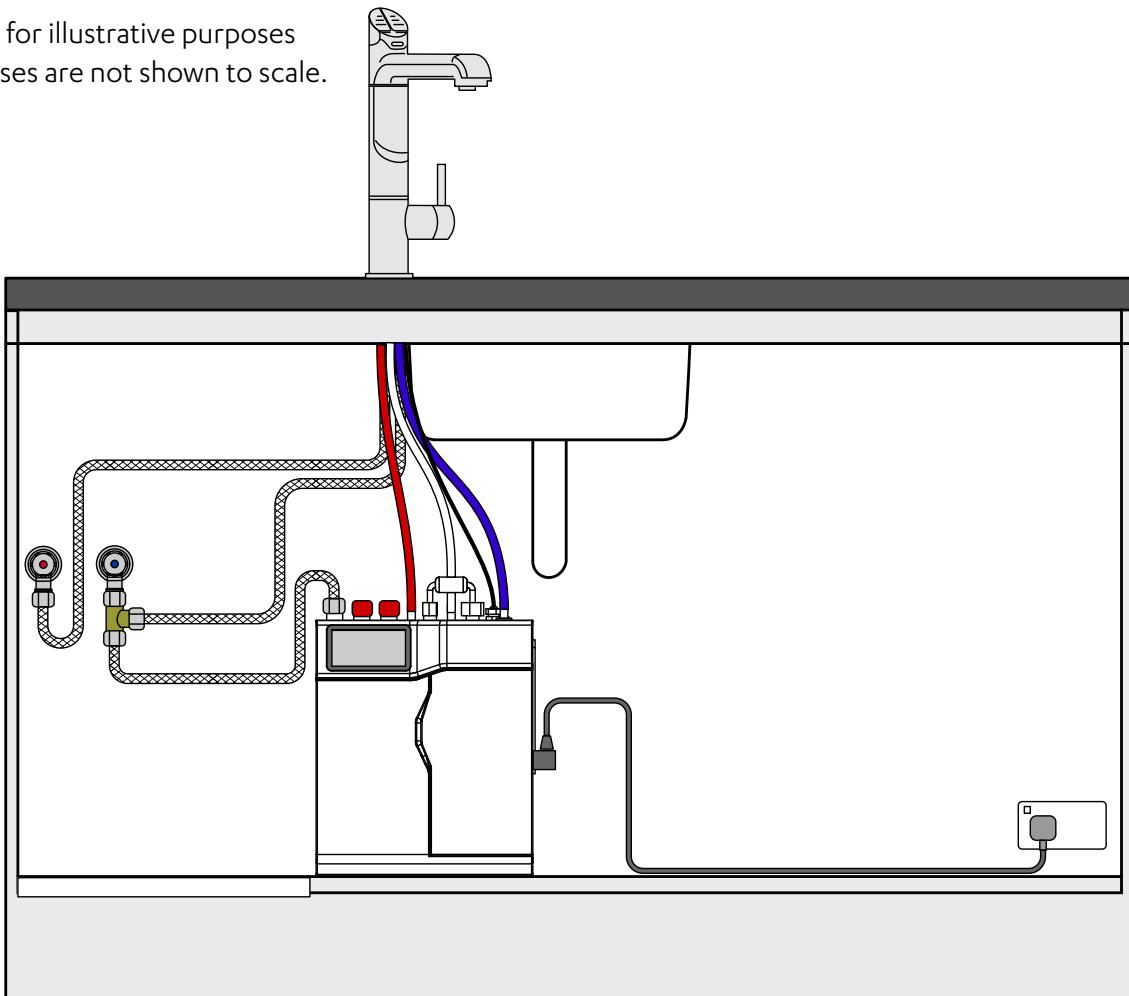 for illustrative purposes
ses are not shown to scale.